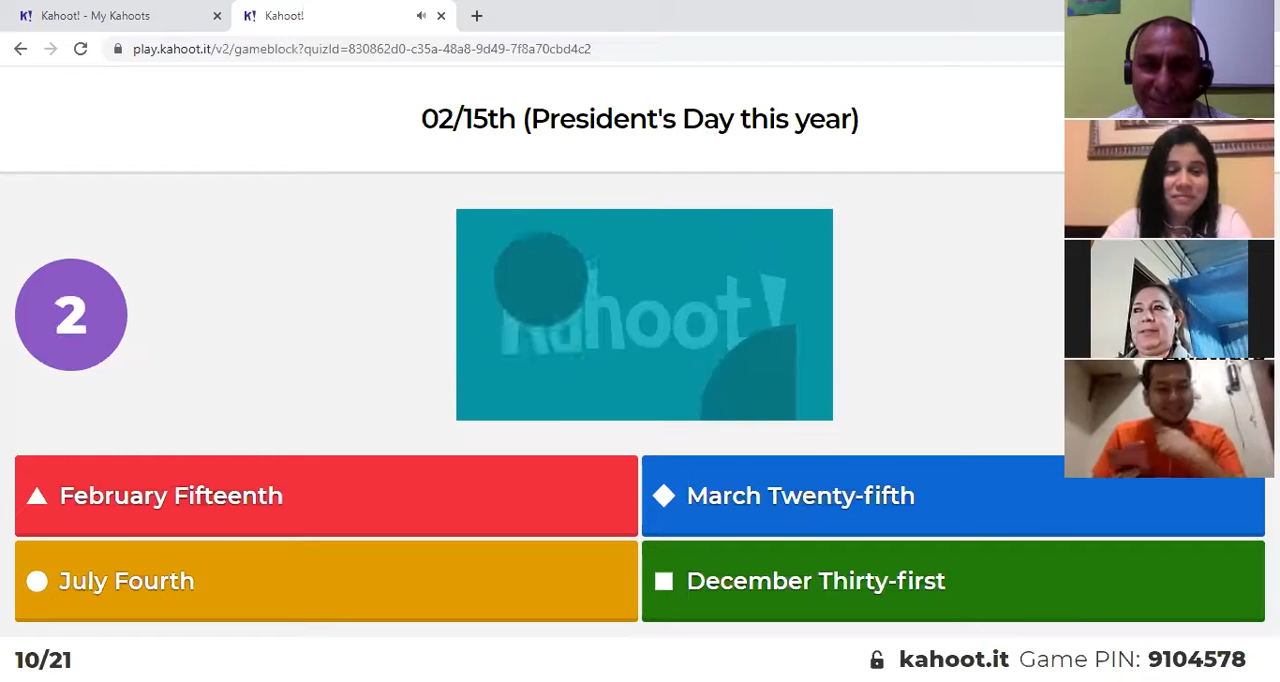 Kahoot! - My Kahoots
Kahoot!
play.kahoot.it/v2/gameblock?quizId=830862d0-c35a-48a8-9d49-7f8a70cbd4c2
02/15th (President's Day this year)
2
Kahoot!
February Fifteenth
March Twenty-fifth
July Fourth
December Thirty-first
10/21
kahoot.it Game PIN: 9104578